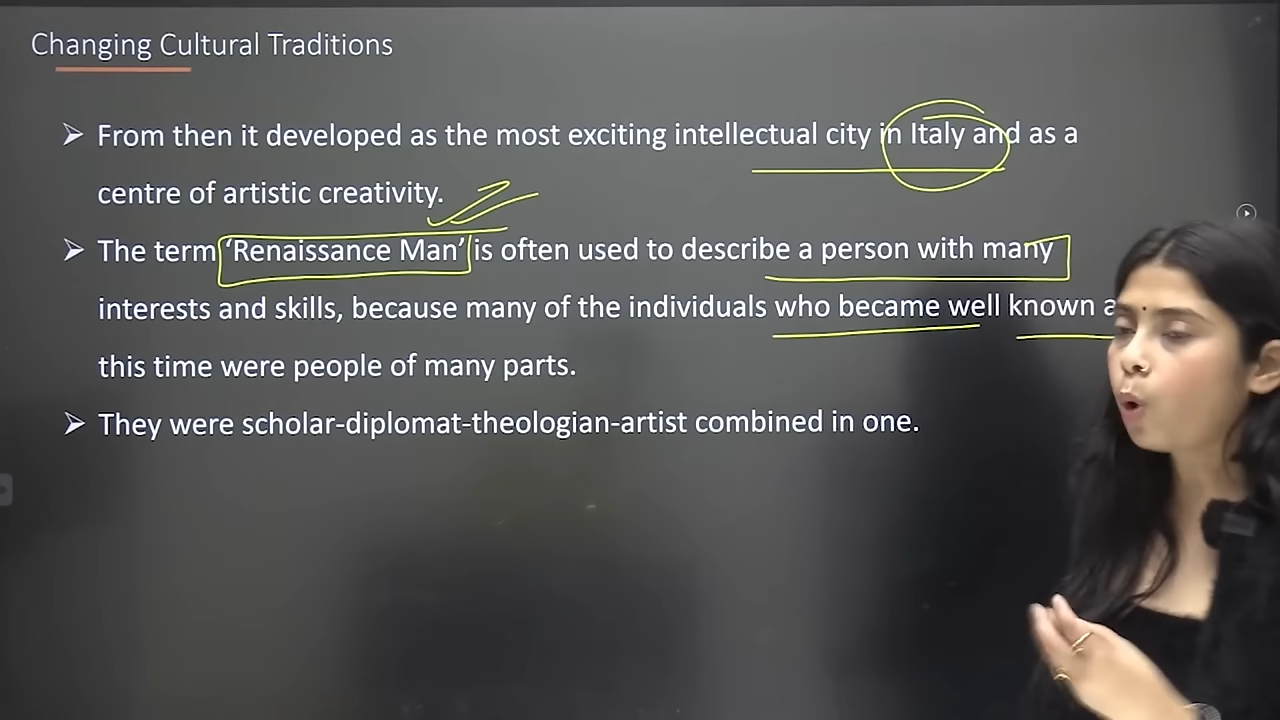 Changing Cultural Traditions
➤ From then it developed as the most exciting intellectual city in Italy and as a
centre of artistic creativity.
➤ The term ‘Renaissance Man’ is often used to describe a person with many
interests and skills, because many of the individuals who became well known
this time were people of many parts.
➤ They were scholar-diplomat-theologian-artist combined in one.